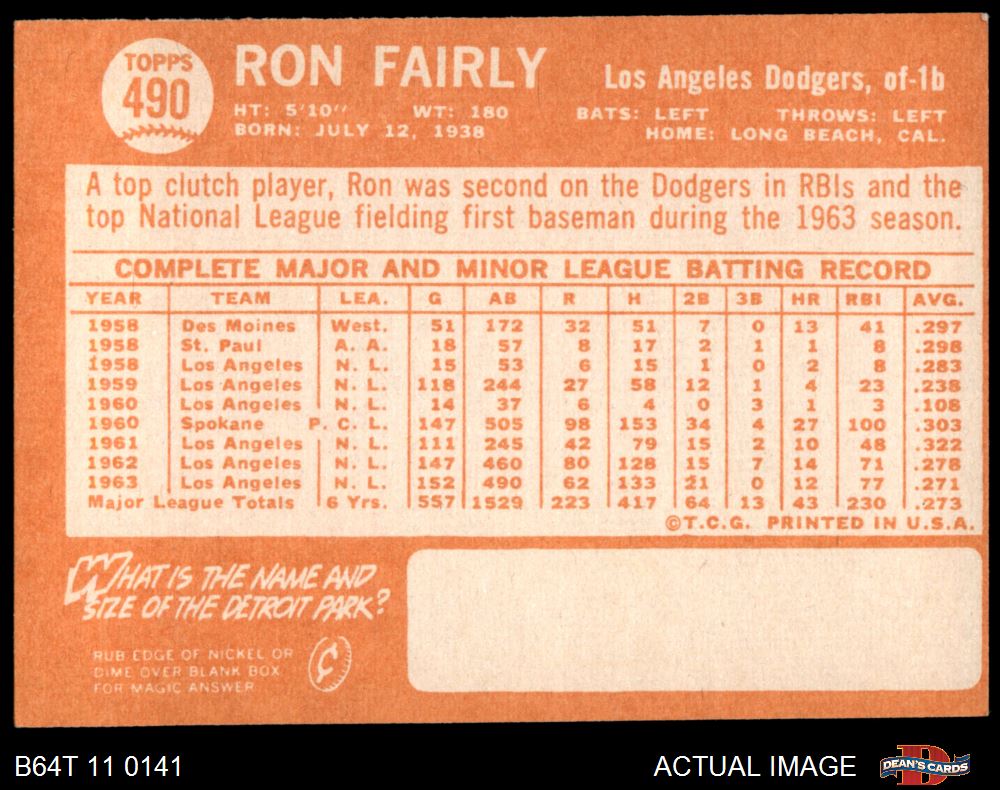 TOPPS
490
RON FAIRLY
Los Angeles Dodgers, of-1b
HT: 5'10" WT: 180 BATS: LEFT THROWS: LEFT
BORN: JULY 12, 1938 HOME: LONG BEACH, CAL.
A top clutch player, Ron was second on the Dodgers in RBIs and the
top National League fielding first baseman during the 1963 season.
COMPLETE MAJOR AND MINOR LEAGUE BATTING RECORD
YEAR TEAM LEA. G AB R H 2B 3B HR RBI AVG.
1958 Des Moines West. 51 172 32 51 7 0 13 41 .297
1958 St. Paul A. A. 18 57 8 17 2 1 1 8 .298
1958 Los Angeles N. L. 15 53 6 15 1 0 2 8 .283
1959 Los Angeles N. L. 118 244 27 58 12 1 4 23 .238
1960 Los Angeles N. L. 14 37 6 4 0 3 1 3 .108
1960 Spokane P. C. L. 147 505 98 153 34 4 27 100 .303
1961 Los Angeles N. L. 111 245 42 79 15 2 10 48 .322
1962 Los Angeles N. L. 147 460 80 128 15 7 14 71 .278
1963 Los Angeles N. L. 152 490 62 133 21 0 12 77 .271
Major League Totals 6 Yrs. 557 1529 223 417 64 13 43 230 .273
©T.C.G. PRINTED IN U.S.A.
WHAT IS THE NAME AND
SIZE OF THE DETROIT PARK?
RUB EDGE OF NICKEL OR
DIME OVER BLANK BOX
FOR MAGIC ANSWER
¢
B64T 11 0141
ACTUAL IMAGE
DEAN'S CARDS